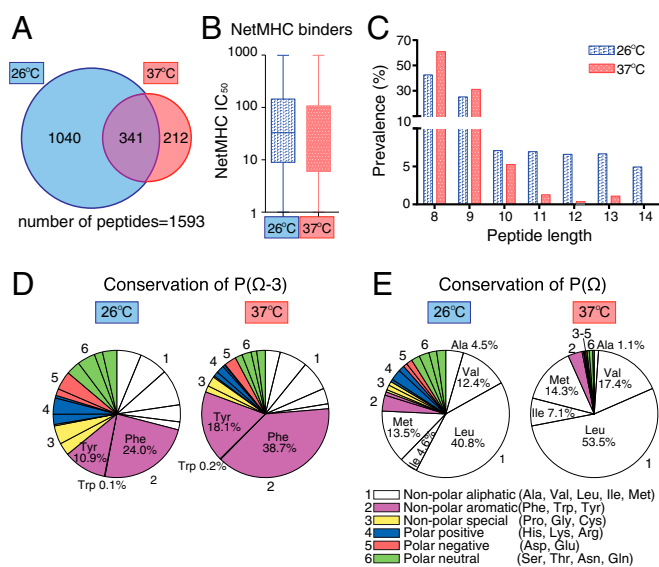 A
26°C
37°C
1040
341
212
number of peptides=1593
B
NetMHC binders
NetMHC IC50
1000
100
10
1
26°C
37°C
C
26°C
37°C
Prevalence (%)
70
50
30
10
10
5
0
8
9
10
11
12
13
14
Peptide length
D
Conservation of P(Ω-3)
26°C
37°C
6
1
5
4
3
2
Tyr
10.9%
Phe
24.0%
Trp 0.1%
6
5
4
3
1
Tyr
18.1%
Phe
38.7%
Trp 0.2%
2
E
Conservation of P(Ω)
26°C
37°C
6
5
4
3
2
Ala 4.5%
Val
12.4%
Met
13.5%
Ile 4.6%
Leu
40.8%
1
3-5
2
6
Ala 1.1%
Val
17.4%
Met
14.3%
Ile 7.1%
Leu
53.5%
1
1 Non-polar aliphatic (Ala, Val, Leu, Ile, Met)
2 Non-polar aromatic (Phe, Trp, Tyr)
3 Non-polar special (Pro, Gly, Cys)
4 Polar positive (His, Lys, Arg)
5 Polar negative (Asp, Glu)
6 Polar neutral (Ser, Thr, Asn, Gln)